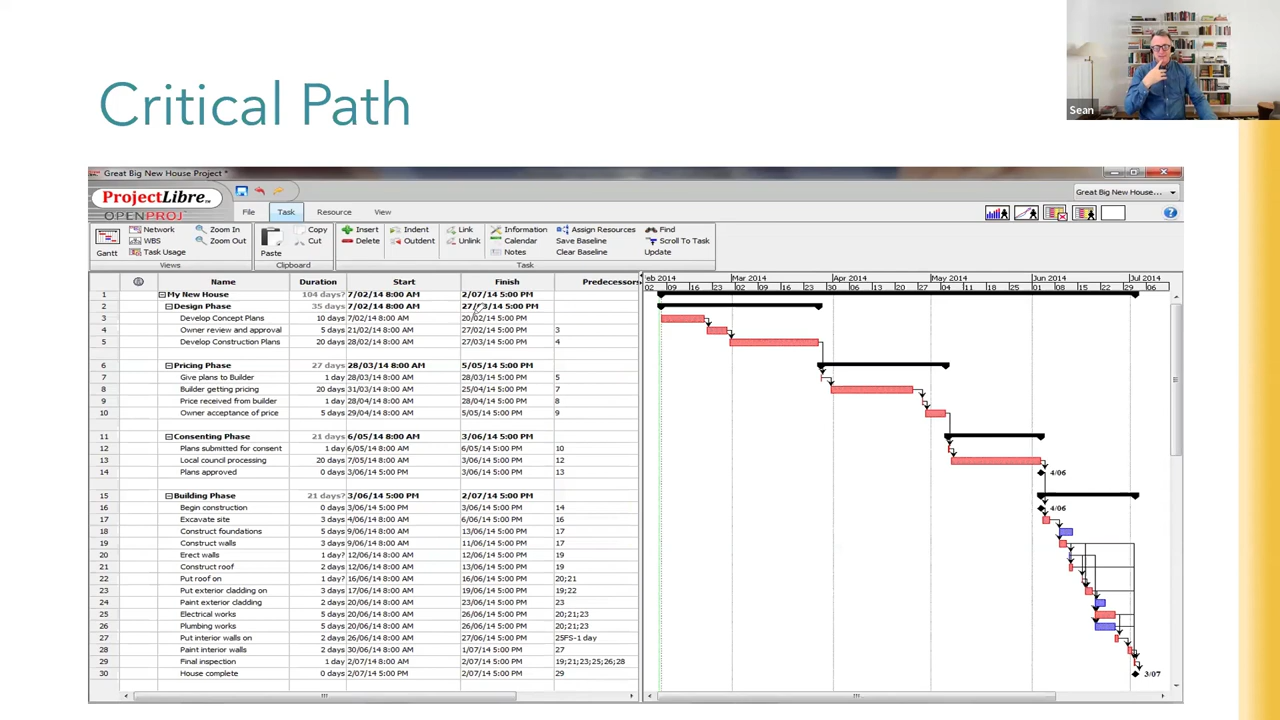 Sean
Critical Path
Great Big New House Project *
ProjectLibre
OPENPROJ
File Task Resource View
Great Big New House...
Gantt Network WBS Task Usage Zoom In Zoom Out
Views
Paste Copy Cut
Clipboard
Insert Delete Indent Outdent Link Unlink Information Calendar Notes Assign Resources Save Baseline Clear Baseline Find Scroll To Task Update
Task
Name Duration Start Finish Predecessors
1 My New House 104 days? 7/02/14 8:00 AM 2/07/14 5:00 PM
2 Design Phase 35 days 7/02/14 8:00 AM 27/03/14 5:00 PM
3 Develop Concept Plans 10 days 7/02/14 8:00 AM 20/02/14 5:00 PM
4 Owner review and approval 5 days 21/02/14 8:00 AM 27/02/14 5:00 PM 3
5 Develop Construction Plans 20 days 28/02/14 8:00 AM 27/03/14 5:00 PM 4
6 Pricing Phase 27 days 28/03/14 8:00 AM 5/05/14 5:00 PM
7 Give plans to Builder 1 day 28/03/14 8:00 AM 28/03/14 5:00 PM 5
8 Builder getting pricing 20 days 31/03/14 8:00 AM 25/04/14 5:00 PM 7
9 Price received from builder 1 day 28/04/14 8:00 AM 28/04/14 5:00 PM 8
10 Owner acceptance of price 5 days 29/04/14 8:00 AM 5/05/14 5:00 PM 9
11 Consenting Phase 21 days 6/05/14 8:00 AM 3/06/14 5:00 PM
12 Plans submitted for consent 1 day 6/05/14 8:00 AM 6/05/14 5:00 PM 10
13 Local council processing 20 days 7/05/14 8:00 AM 3/06/14 5:00 PM 12
14 Plans approved 0 days 3/06/14 5:00 PM 3/06/14 5:00 PM 13
15 Building Phase 21 days? 3/06/14 5:00 PM 2/07/14 5:00 PM
16 Begin construction 0 days 3/06/14 5:00 PM 3/06/14 5:00 PM 14
17 Excavate site 3 days 4/06/14 8:00 AM 6/06/14 5:00 PM 16
18 Construct foundations 5 days 9/06/14 8:00 AM 13/06/14 5:00 PM 17
19 Construct walls 3 days 9/06/14 8:00 AM 11/06/14 5:00 PM 17
20 Erect walls 1 day? 12/06/14 8:00 AM 12/06/14 5:00 PM 19
21 Construct roof 2 days 12/06/14 8:00 AM 13/06/14 5:00 PM 19
22 Put roof on 1 day? 16/06/14 8:00 AM 16/06/14 5:00 PM 20;21
23 Put exterior cladding on 3 days 17/06/14 8:00 AM 19/06/14 5:00 PM 19;22
24 Paint exterior cladding 2 days 20/06/14 8:00 AM 23/06/14 5:00 PM 23
25 Electrical works 5 days 20/06/14 8:00 AM 26/06/14 5:00 PM 20;21;23
26 Plumbing works 5 days 20/06/14 8:00 AM 26/06/14 5:00 PM 20;21;23
27 Put interior walls on 2 days 26/06/14 8:00 AM 27/06/14 5:00 PM 25FS-1 day
28 Paint interior walls 2 days 30/06/14 8:00 AM 1/07/14 5:00 PM 27
29 Final inspection 1 day 2/07/14 8:00 AM 2/07/14 5:00 PM 19;21;23;25;26;28
30 House complete 0 days 2/07/14 5:00 PM 2/07/14 5:00 PM 29
eb 2014 Mar 2014 Apr 2014 May 2014 Jun 2014 Jul 2014
02 09 16 23 02 09 16 23 30 06 13 20 27 04 11 18 25 01 08 15 22 29 06
4/06
4/06
3/07